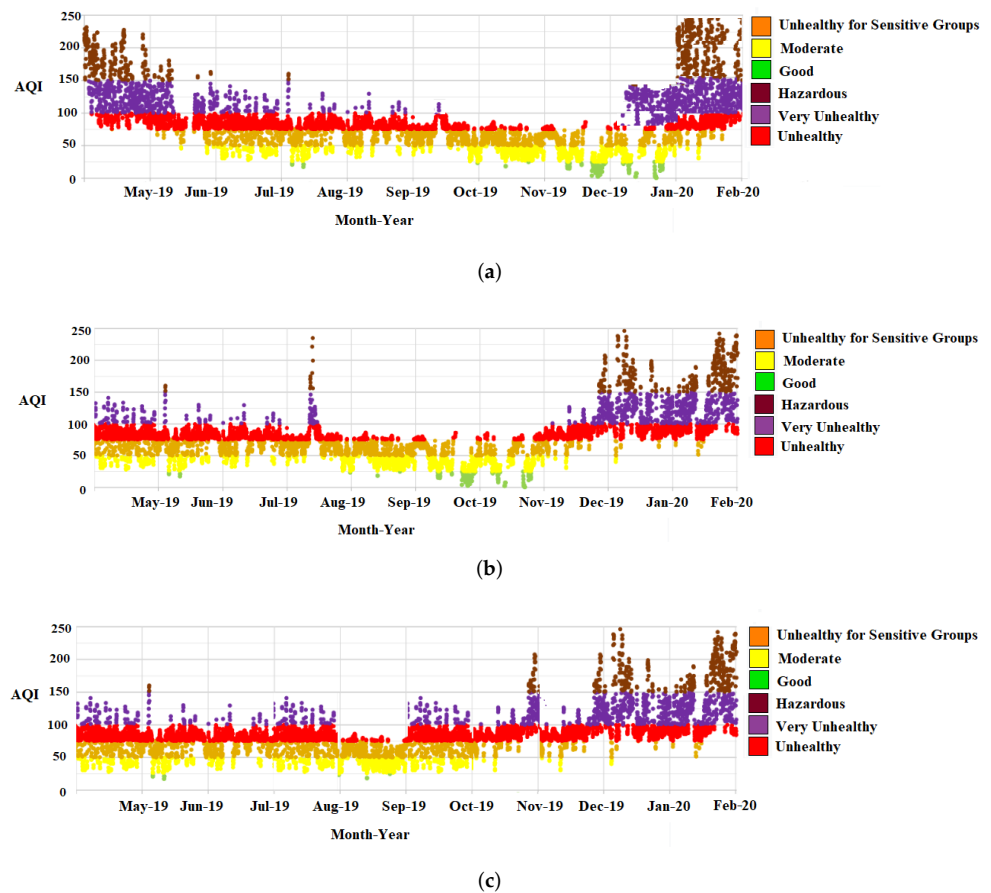 250
200
150
100
50
0
AQI
May-19 Jun-19 Jul-19 Aug-19 Sep-19 Oct-19 Nov-19 Dec-19 Jan-20 Feb-20
Month-Year
Unhealthy for Sensitive Groups
Moderate
Good
Hazardous
Very Unhealthy
Unhealthy
(a)
250
200
150
100
50
0
AQI
May-19 Jun-19 Jul-19 Aug-19 Sep-19 Oct-19 Nov-19 Dec-19 Jan-20 Feb-20
Month-Year
Unhealthy for Sensitive Groups
Moderate
Good
Hazardous
Very Unhealthy
Unhealthy
(b)
250
200
150
100
50
0
AQI
May-19 Jun-19 Jul-19 Aug-19 Sep-19 Oct-19 Nov-19 Dec-19 Jan-20 Feb-20
Month-Year
Unhealthy for Sensitive Groups
Moderate
Good
Hazardous
Very Unhealthy
Unhealthy
(c)